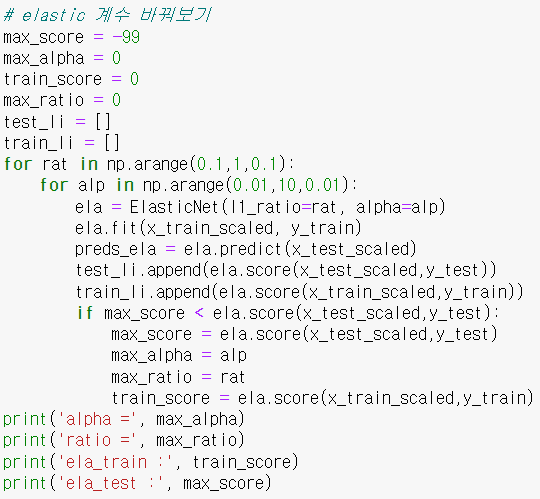 # elastic 계수 바꿔보기
max_score = -99
max_alpha = 0
train_score = 0
max_ratio = 0
test_li = []
train_li = []
for rat in np.arange(0.1,1,0.1):
    for alp in np.arange(0.01,10,0.01):
        ela = ElasticNet(l1_ratio=rat, alpha=alp)
        ela.fit(x_train_scaled, y_train)
        preds_ela = ela.predict(x_test_scaled)
        test_li.append(ela.score(x_test_scaled,y_test))
        train_li.append(ela.score(x_train_scaled,y_train))
        if max_score < ela.score(x_test_scaled,y_test):
            max_score = ela.score(x_test_scaled,y_test)
            max_alpha = alp
            max_ratio = rat
            train_score = ela.score(x_train_scaled,y_train)
print('alpha =', max_alpha)
print('ratio =', max_ratio)
print('ela_train :', train_score)
print('ela_test :', max_score)